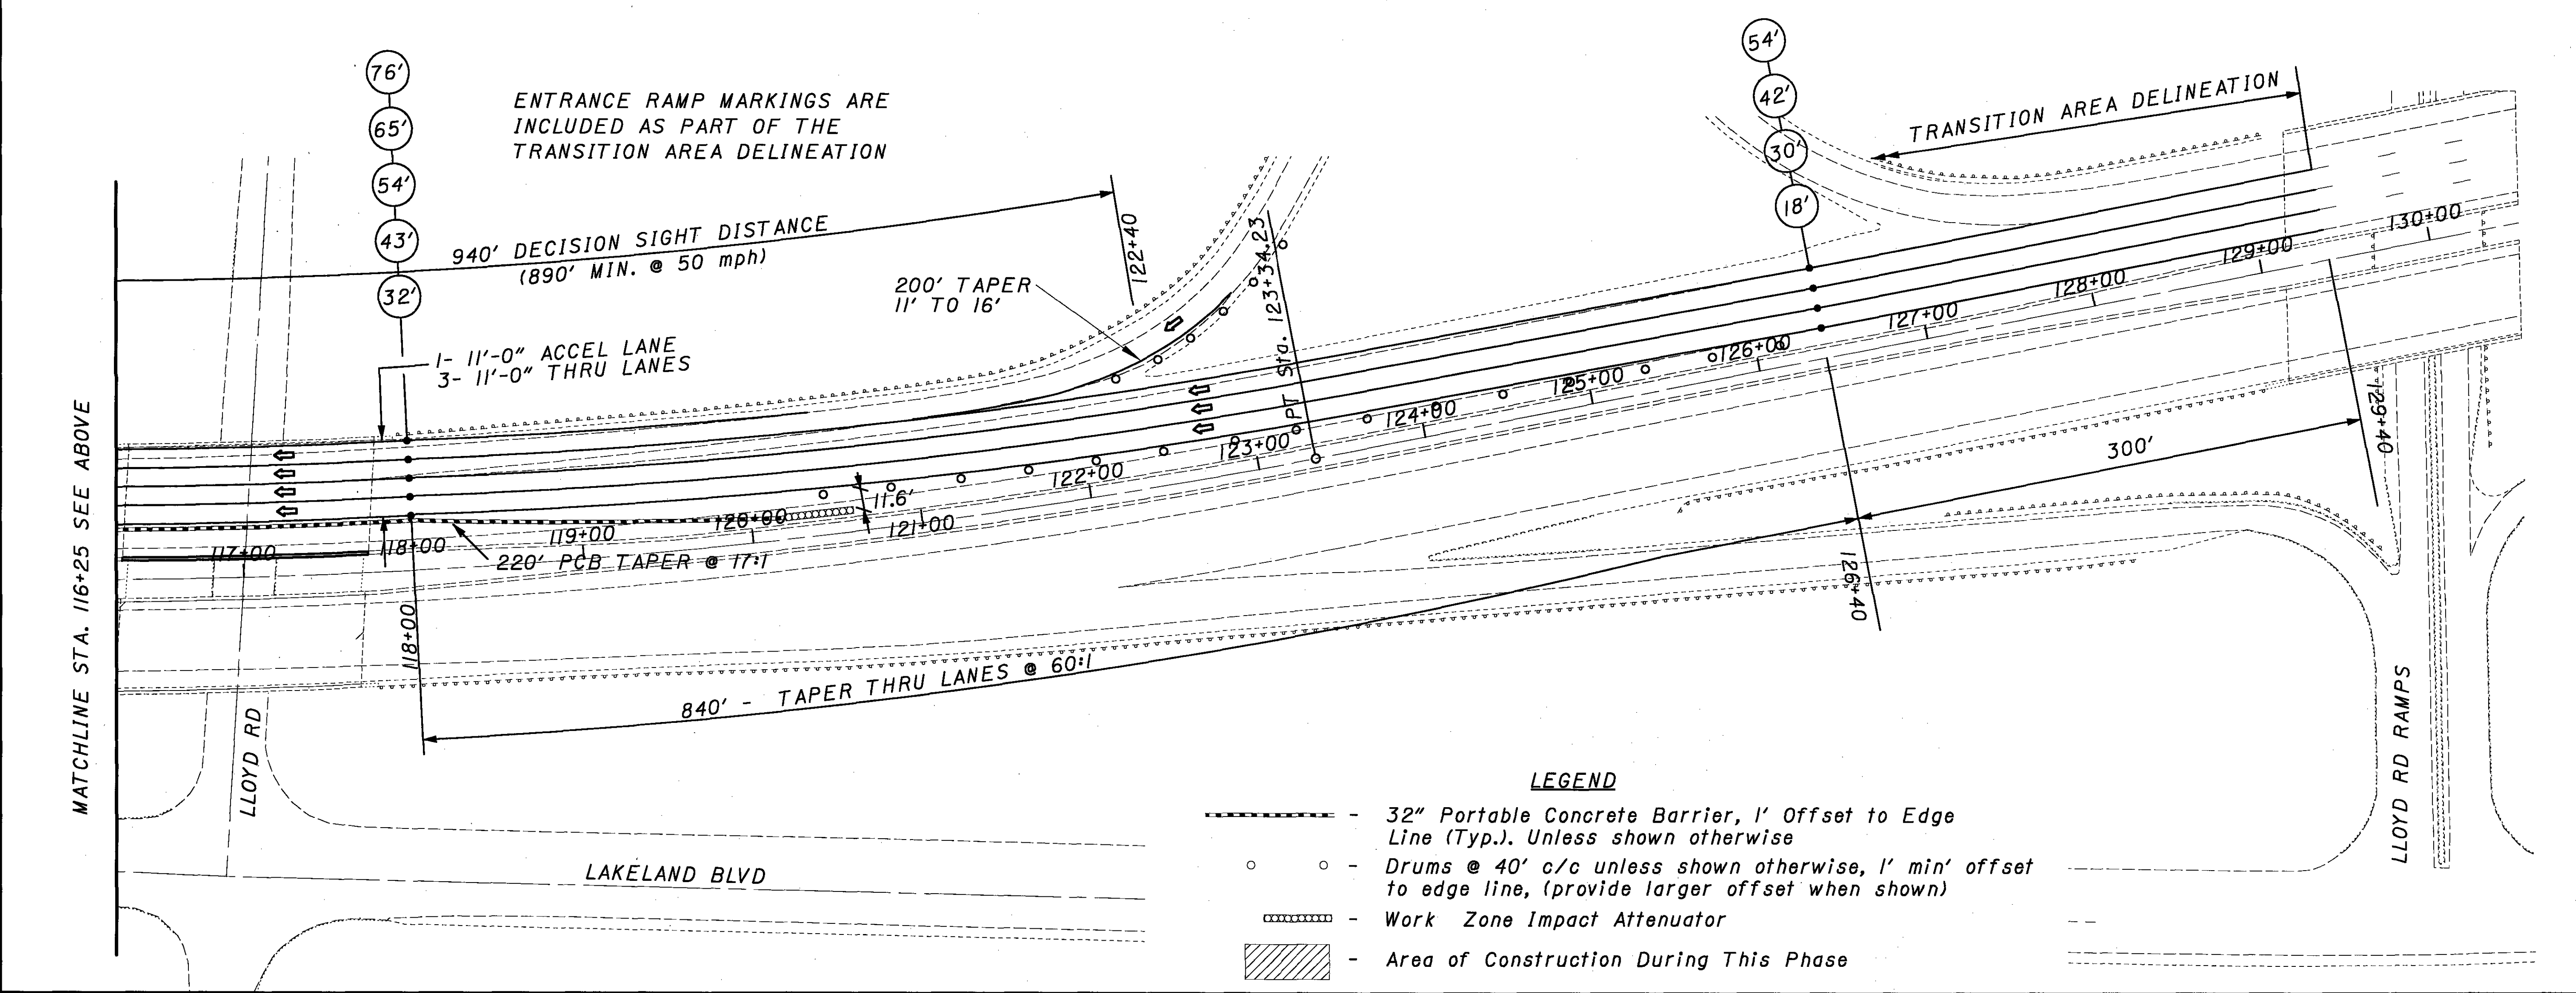 76'
65'
54'
43'
32'
ENTRANCE RAMP MARKINGS ARE
INCLUDED AS PART OF THE
TRANSITION AREA DELINEATION
54'
42'
30'
18'
TRANSITION AREA DELINEATION
940' DECISION SIGHT DISTANCE
(890' MIN. @ 50 mph)
122+40
200' TAPER
11' TO 16'
PT Sta. 123+34.23
1- 11'-0" ACCEL LANE
3- 11'-0" THRU LANES
MATCHLINE STA. 116+25 SEE ABOVE
117+00
118+00
119+00
120+00
121+00
122+00
123+00
124+00
125+00
126+00
127+00
128+00
129+00
130+00
11.6'
220' PCB TAPER @ 17:1
118+00
840' - TAPER THRU LANES @ 60:1
126+40
300'
129+40
LLOYD RD
LAKELAND BLVD
LLOYD RD RAMPS
LEGEND
- 32" Portable Concrete Barrier, 1' Offset to Edge
Line (Typ.). Unless shown otherwise
- Drums @ 40' c/c unless shown otherwise, 1' min' offset
to edge line, (provide larger offset when shown)
- Work Zone Impact Attenuator
- Area of Construction During This Phase